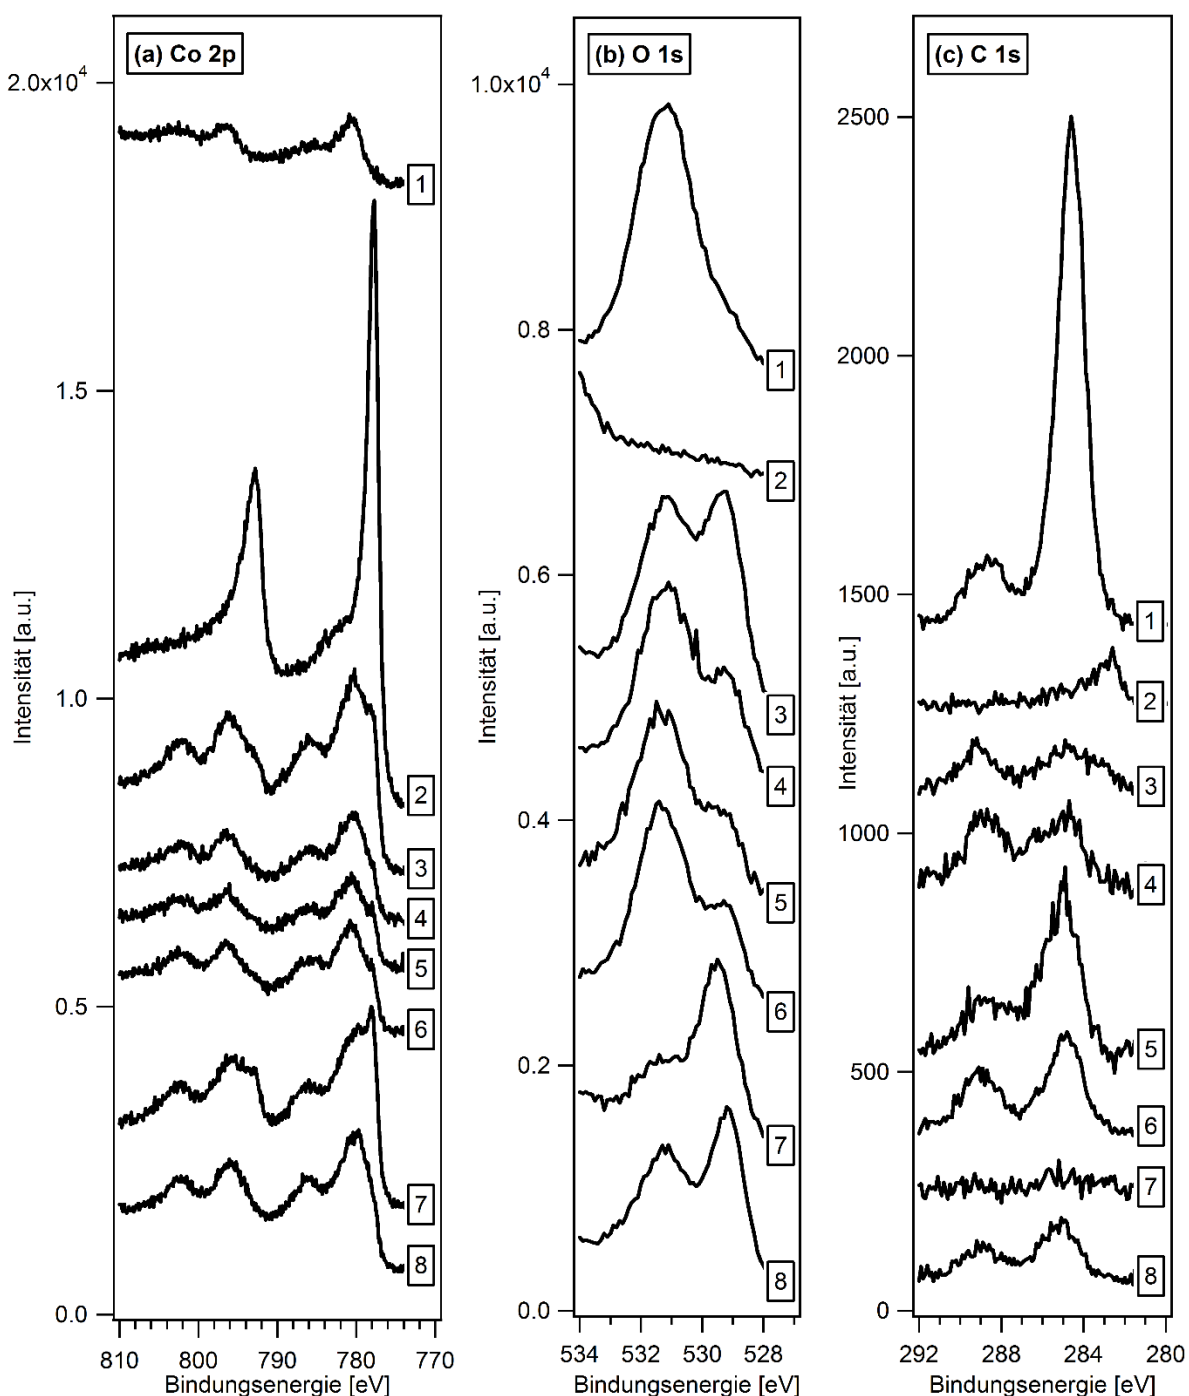 (a) Co 2p
2.0x10⁴
1.5
1.0
0.5
0.0
Intensität [a.u.]
1
2
3
4
5
6
7
8
810 800 790 780 770
Bindungsenergie [eV]
(b) O 1s
1.0x10⁴
0.8
0.6
0.4
0.2
0.0
Intensität [a.u.]
1
2
3
4
5
6
7
8
534 532 530 528
Bindungsenergie [eV]
(c) C 1s
2500
2000
1500
1000
500
0
Intensität [a.u.]
1
2
3
4
5
6
7
8
292 288 284 280
Bindungsenergie [eV]